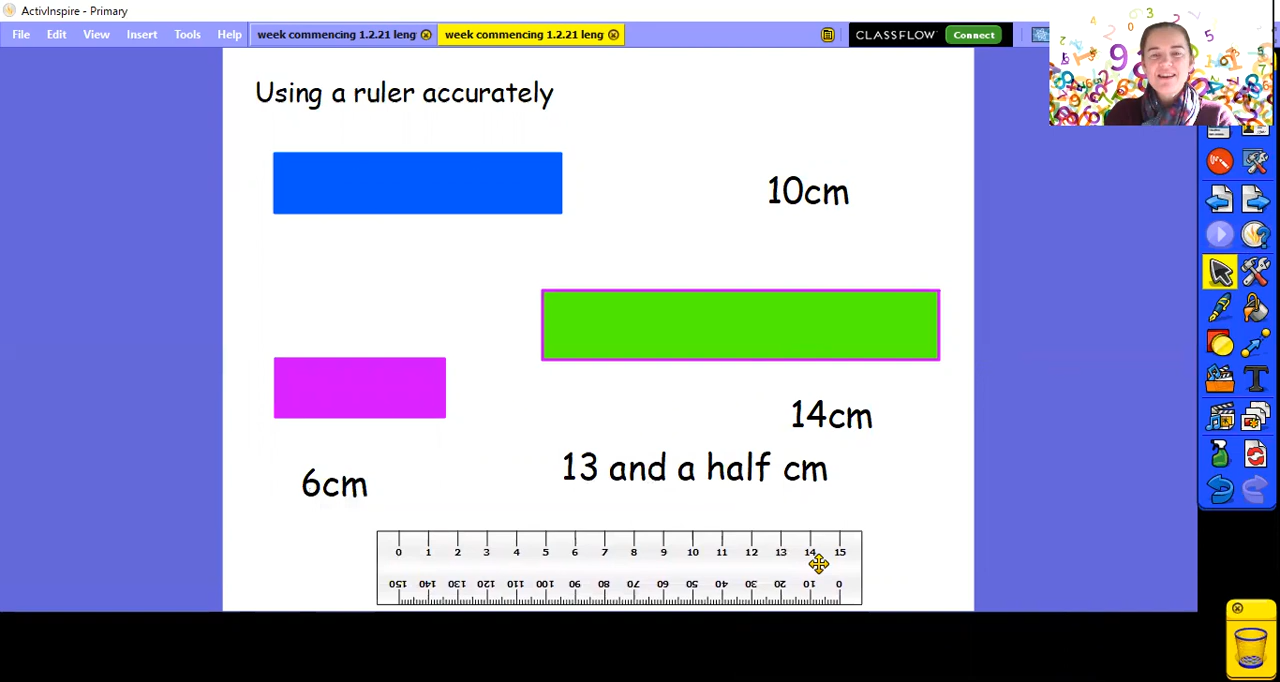 ActivInspire - Primary
File Edit View Insert Tools Help week commencing 1.2.21 leng week commencing 1.2.21 leng CLASSFLOW Connect
Using a ruler accurately
10cm
14cm
13 and a half cm
6cm
0 1 2 3 4 5 6 7 8 9 10 11 12 13 14 15
150 140 130 120 110 100 90 80 70 60 50 40 30 20 10 0